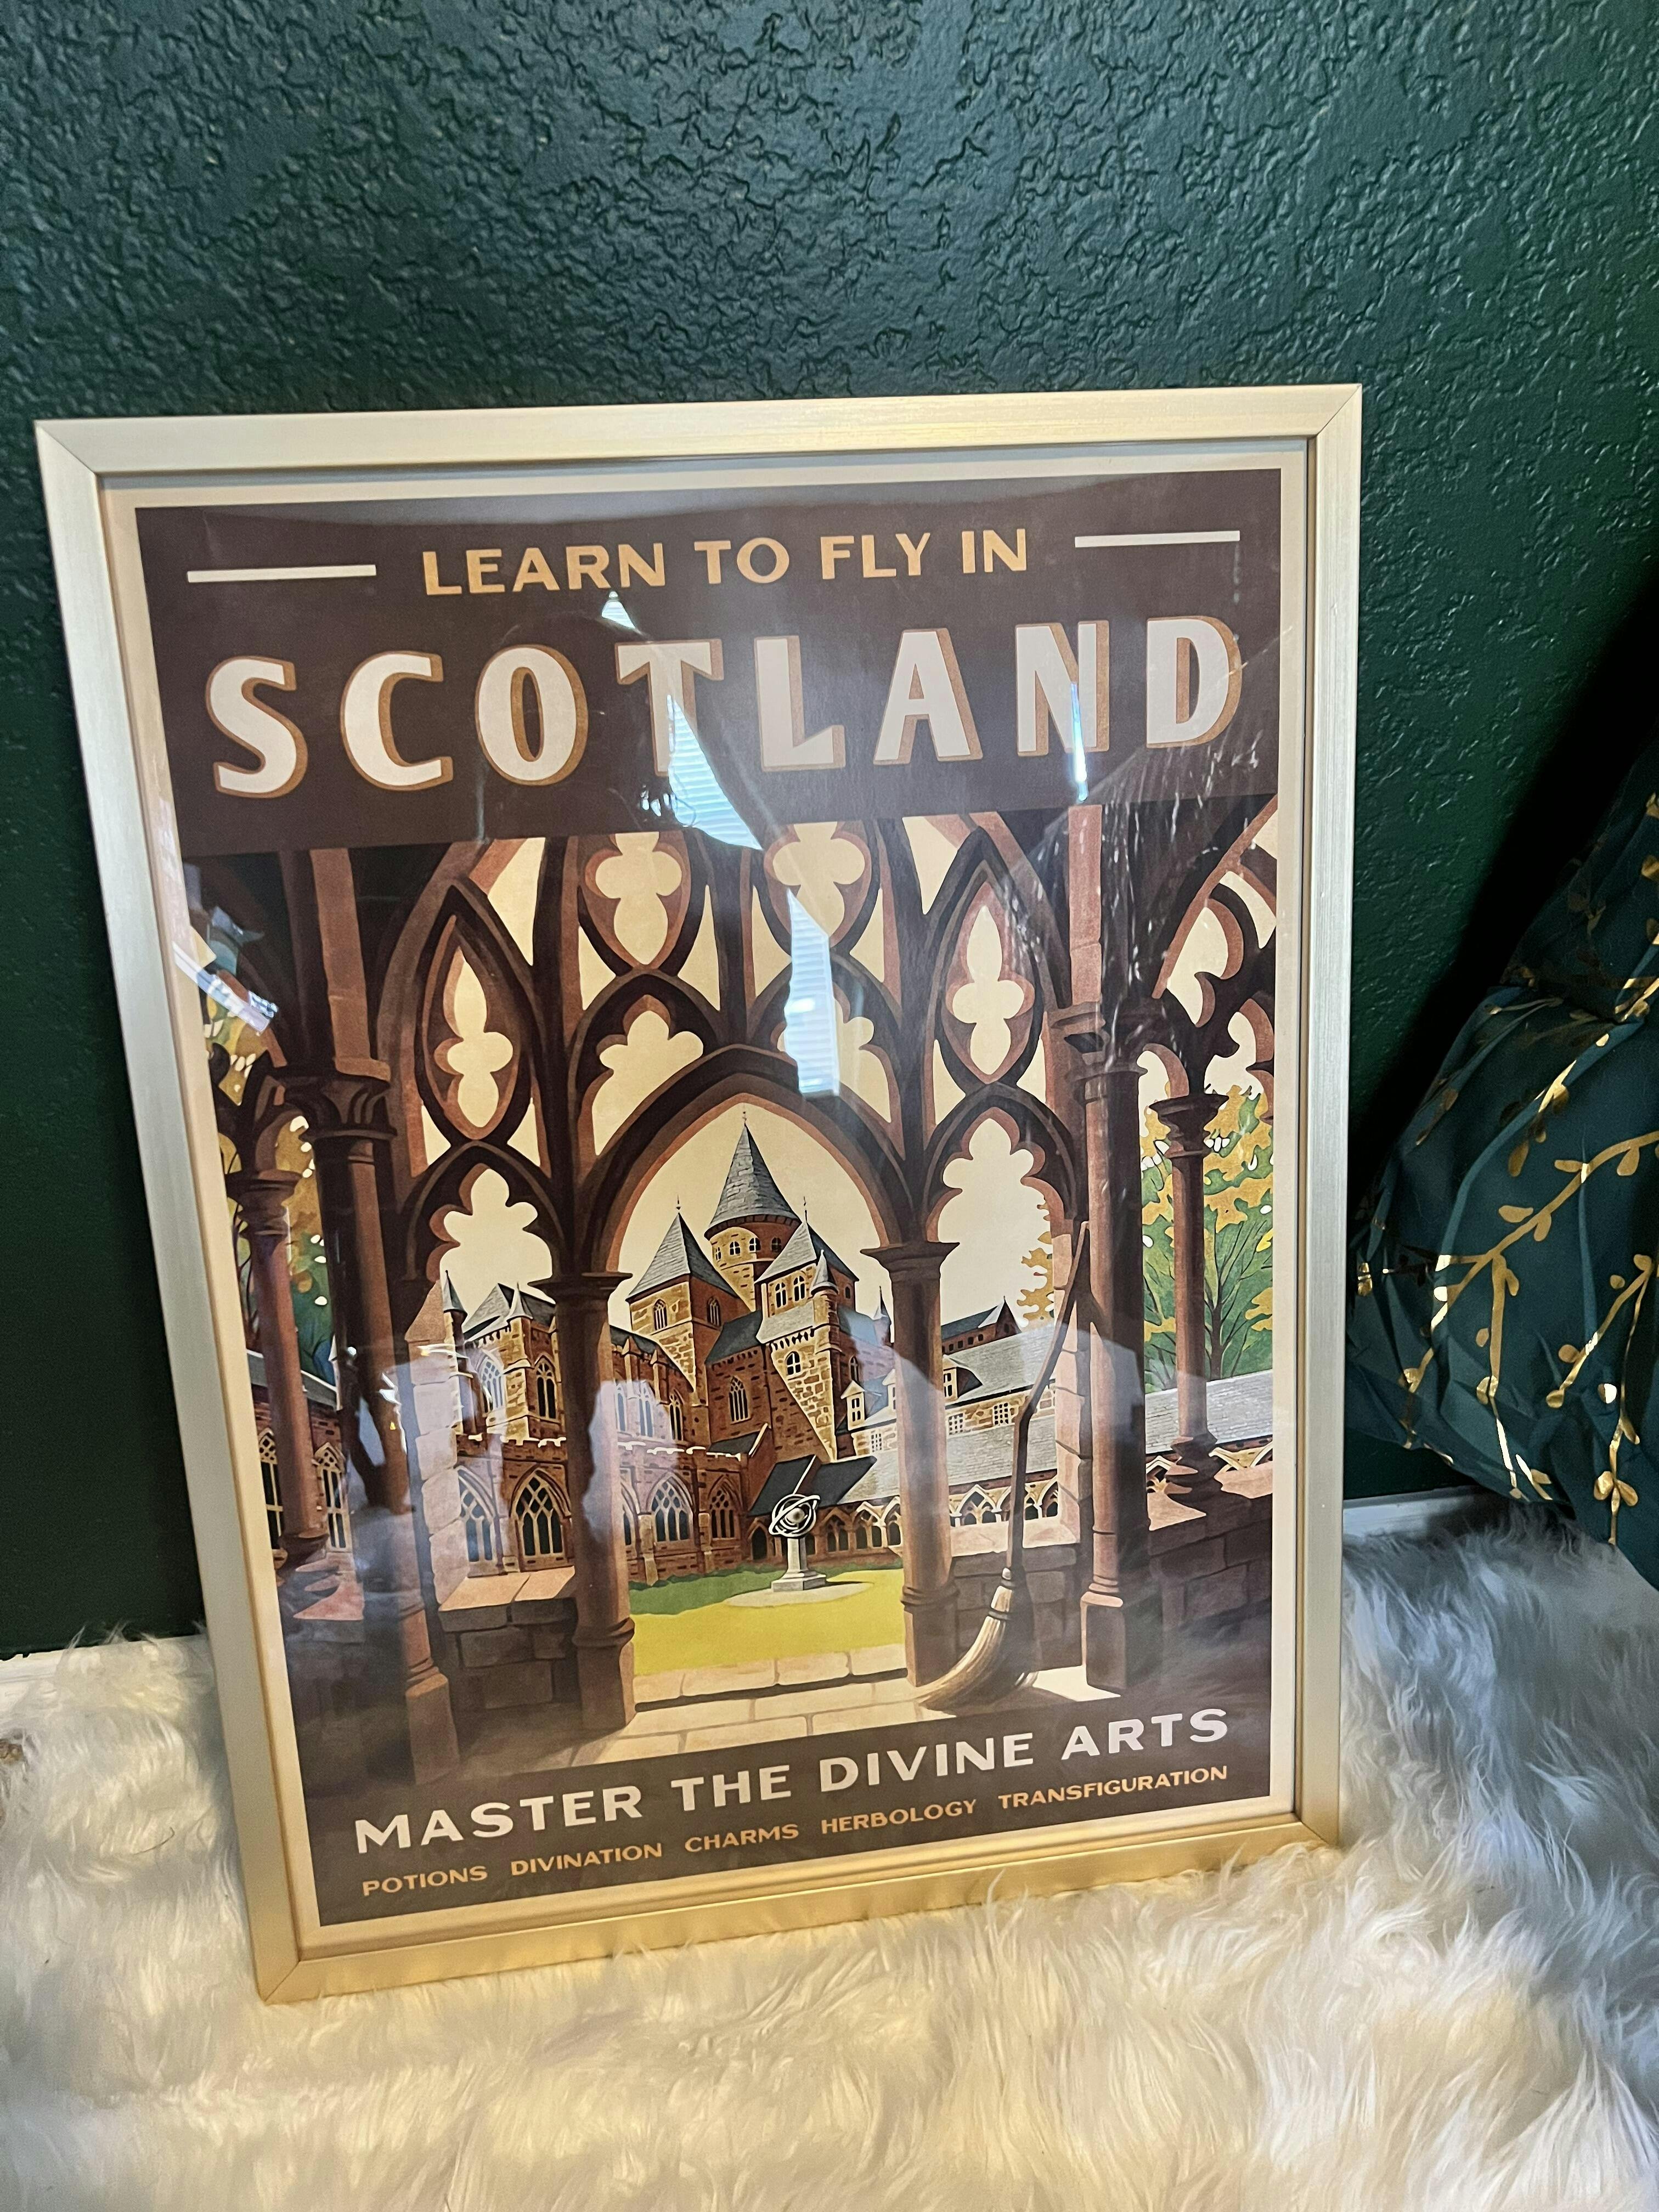 LEARN TO FLY IN
SCOTLAND
MASTER THE DIVINE ARTS
POTIONS DIVINATION CHARMS HERBOLOGY TRANSFIGURATION